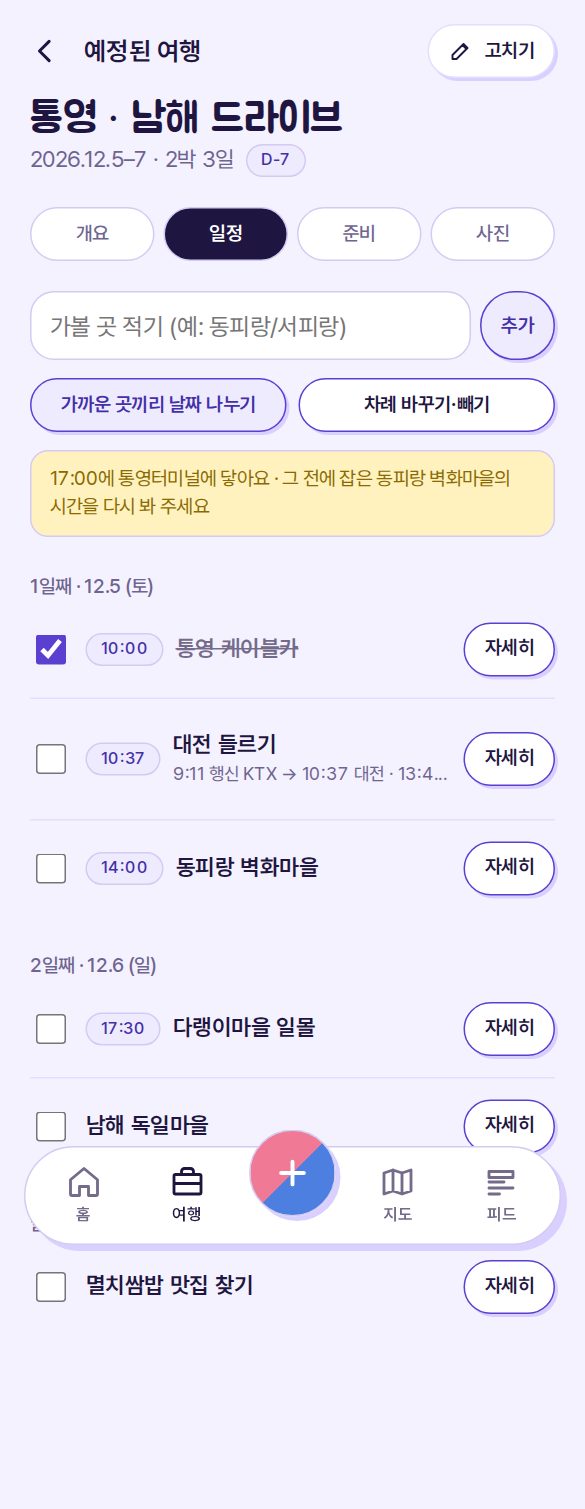 예정된 여행
고치기
통영 · 남해 드라이브
2026.12.5–7 · 2박 3일
D-7
개요
일정
준비
사진
가볼 곳 적기 (예: 동피랑/서피랑)
추가
가까운 곳끼리 날짜 나누기
차례 바꾸기·빼기
17:00에 통영터미널에 닿아요 · 그 전에 잡은 동피랑 벽화마을의
시간을 다시 봐 주세요
1일째 · 12.5 (토)
10:00
통영 케이블카
자세히
10:37
대전 들르기
9:11 행신 KTX → 10:37 대전 · 13:4...
자세히
14:00
동피랑 벽화마을
자세히
2일째 · 12.6 (일)
17:30
다랭이마을 일몰
자세히
남해 독일마을
자세히
홈
여행
지도
피드
멸치쌈밥 맛집 찾기
자세히